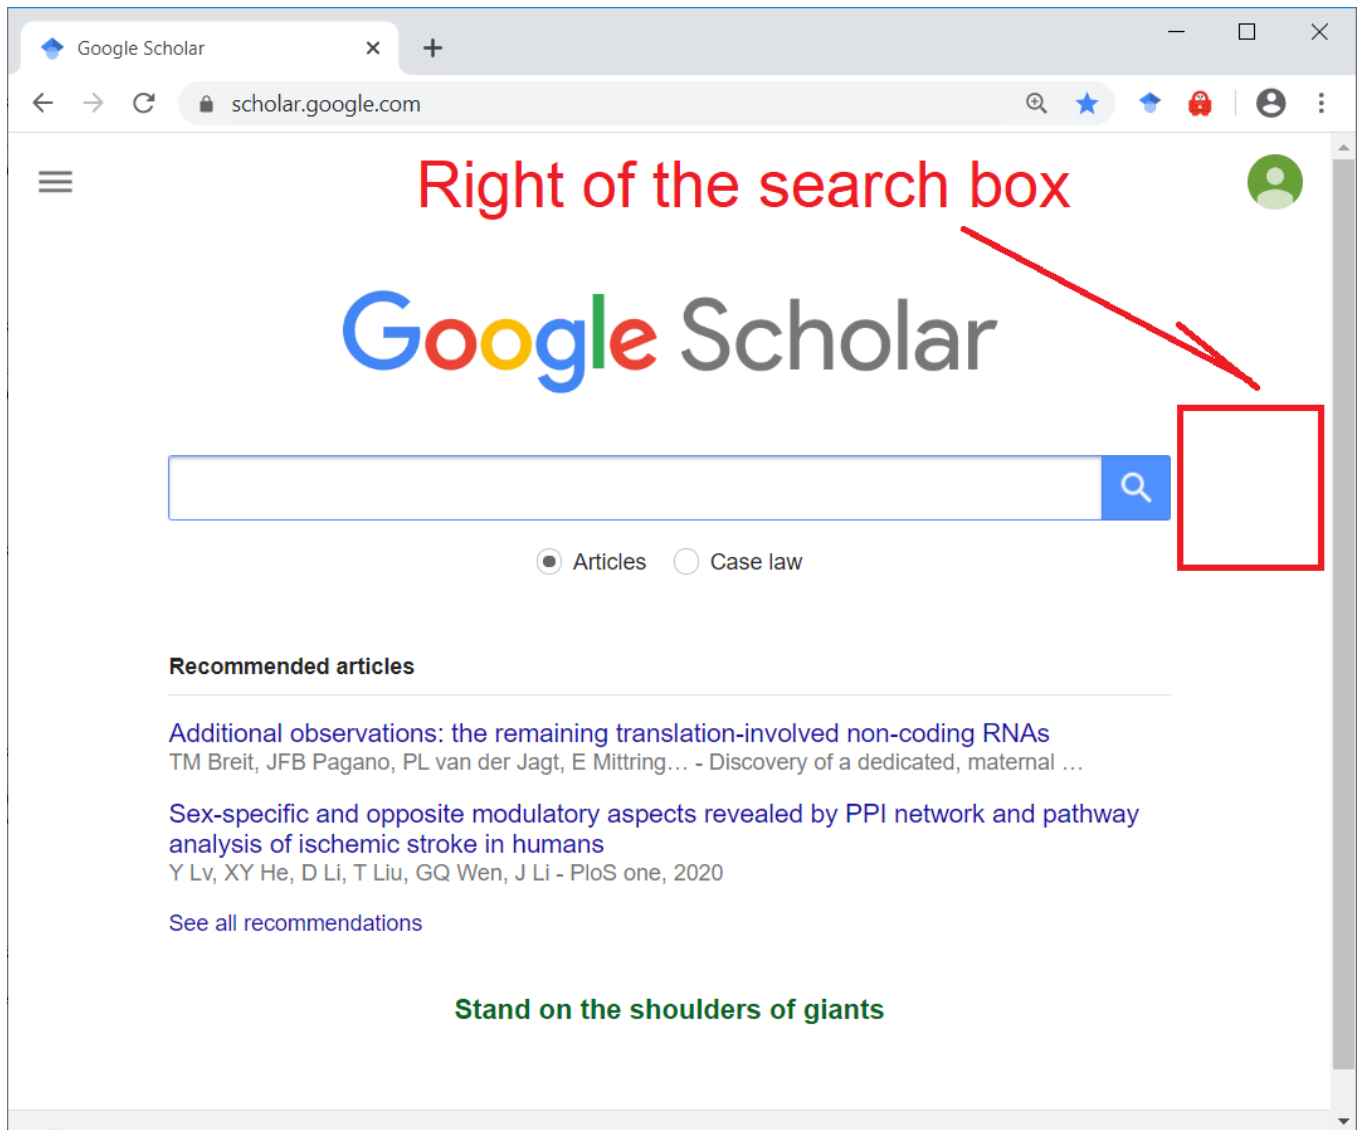 Google Scholar
scholar.google.com
Right of the search box
Google Scholar
Articles
Case law
Recommended articles
Additional observations: the remaining translation-involved non-coding RNAs
TM Breit, JFB Pagano, PL van der Jagt, E Mittring… - Discovery of a dedicated, maternal …
Sex-specific and opposite modulatory aspects revealed by PPI network and pathway
analysis of ischemic stroke in humans
Y Lv, XY He, D Li, T Liu, GQ Wen, J Li - PloS one, 2020
See all recommendations
Stand on the shoulders of giants